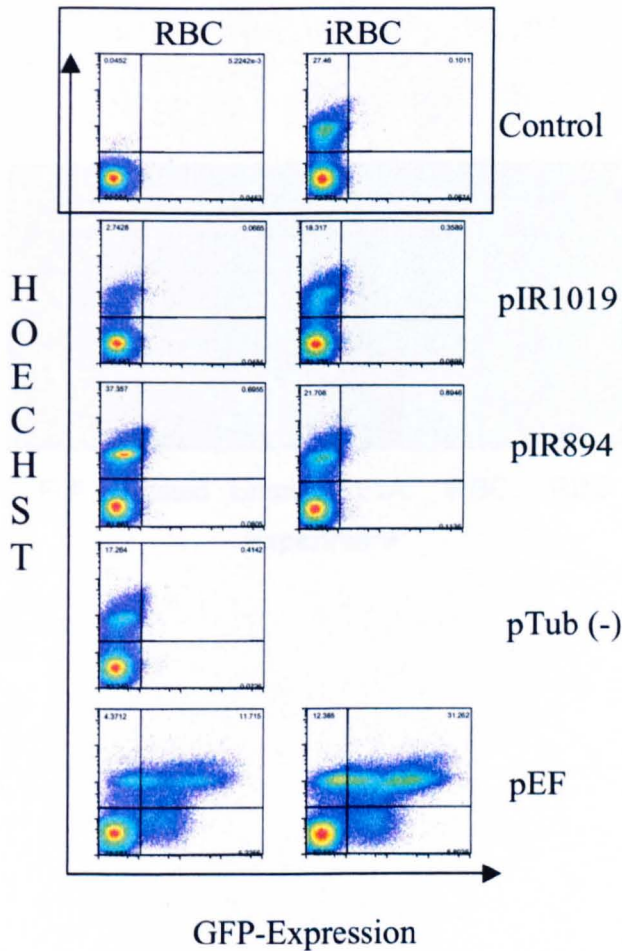 RBC iRBC
0.0452 5.2242e-3
27.46 0.1011
Control
2.7428 0.0665
18.317 0.3589
pIR1019
37.387 0.6955
21.708 0.8946
pIR894
17.264 0.4142
pTub (-)
4.3712 11.715
12.385 31.262
pEF
HOECHST
GFP-Expression